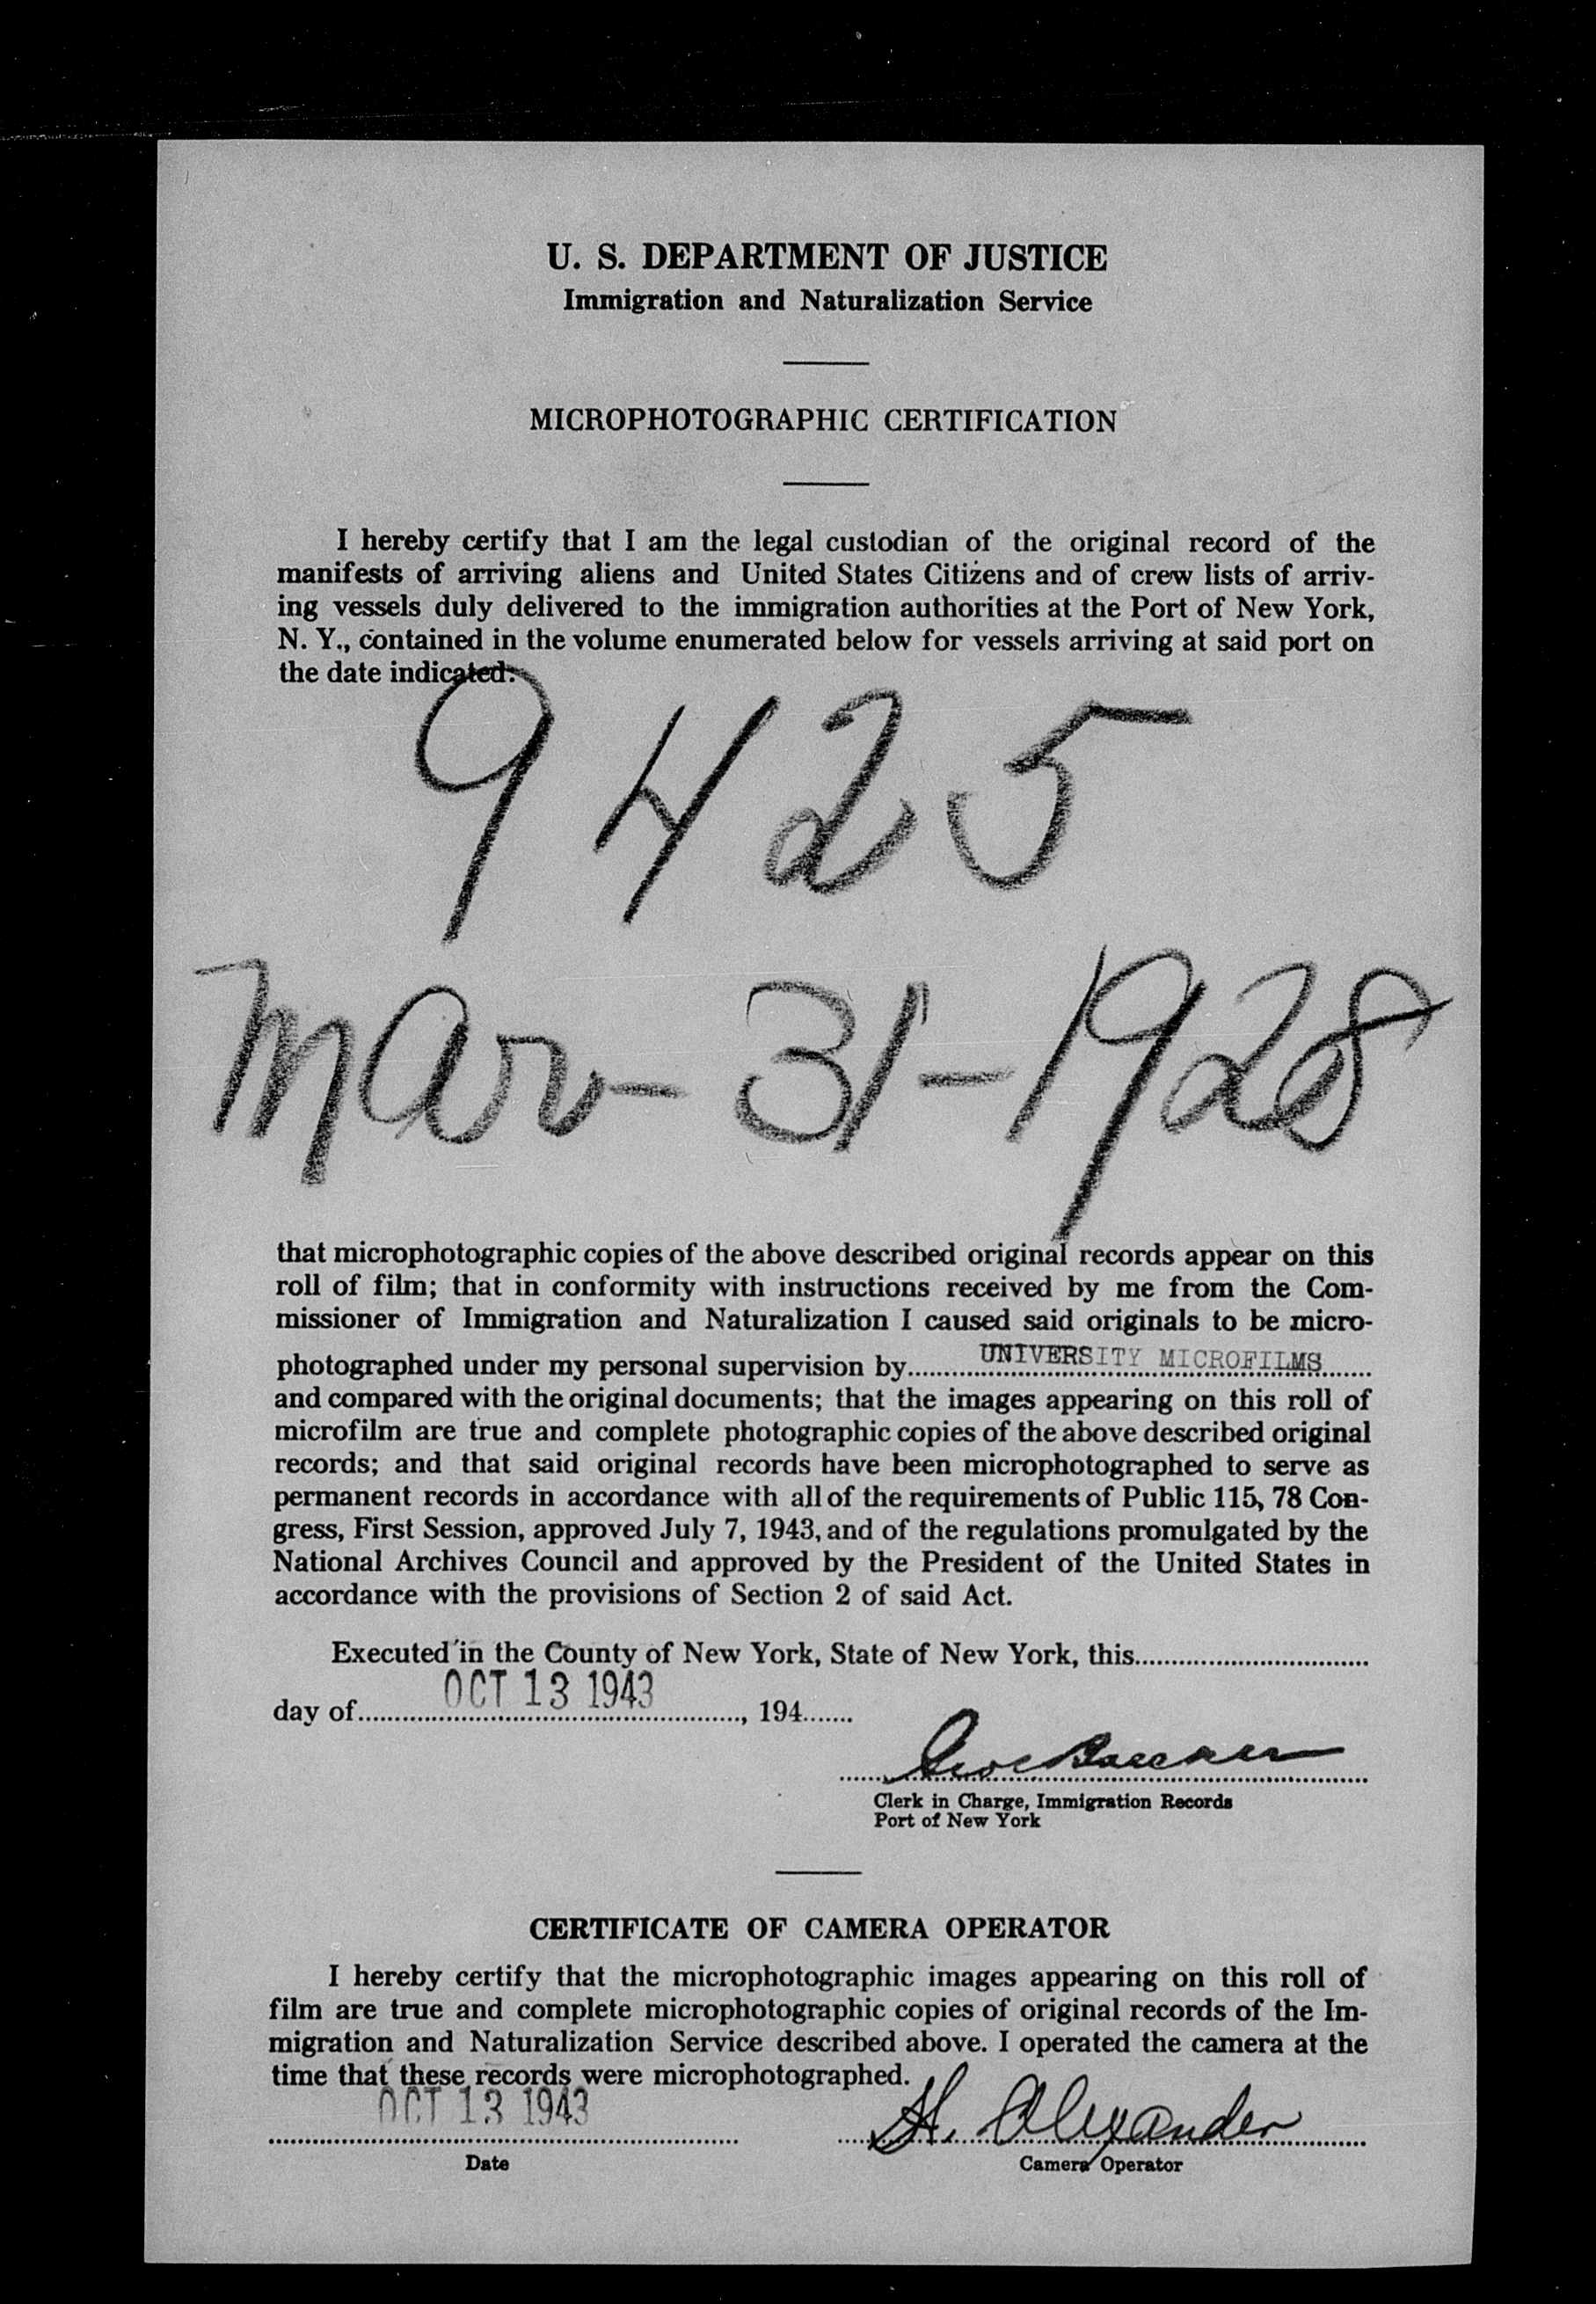 U. S. DEPARTMENT OF JUSTICE
Immigration and Naturalization Service
MICROPHOTOGRAPHIC CERTIFICATION
I hereby certify that I am the legal custodian of the original record of the
manifests of arriving aliens and United States Citizens and of crew lists of arriv-
ing vessels duly delivered to the immigration authorities at the Port of New York,
N. Y., contained in the volume enumerated below for vessels arriving at said port on
the date indicated:
9425
Mar-31-1928
that microphotographic copies of the above described original records appear on this
roll of film; that in conformity with instructions received by me from the Com-
missioner of Immigration and Naturalization I caused said originals to be micro-
photographed under my personal supervision by UNIVERSITY MICROFILMS
and compared with the original documents; that the images appearing on this roll of
microfilm are true and complete photographic copies of the above described original
records; and that said original records have been microphotographed to serve as
permanent records in accordance with all of the requirements of Public 115, 78 Con-
gress, First Session, approved July 7, 1943, and of the regulations promulgated by the
National Archives Council and approved by the President of the United States in
accordance with the provisions of Section 2 of said Act.
Executed in the County of New York, State of New York, this
day of OCT 13 1943, 194
Clerk in Charge, Immigration Records
Port of New York
CERTIFICATE OF CAMERA OPERATOR
I hereby certify that the microphotographic images appearing on this roll of
film are true and complete microphotographic copies of original records of the Im-
migration and Naturalization Service described above. I operated the camera at the
time that these records were microphotographed.
OCT 13 1943 H. Alexander
Date Camera Operator